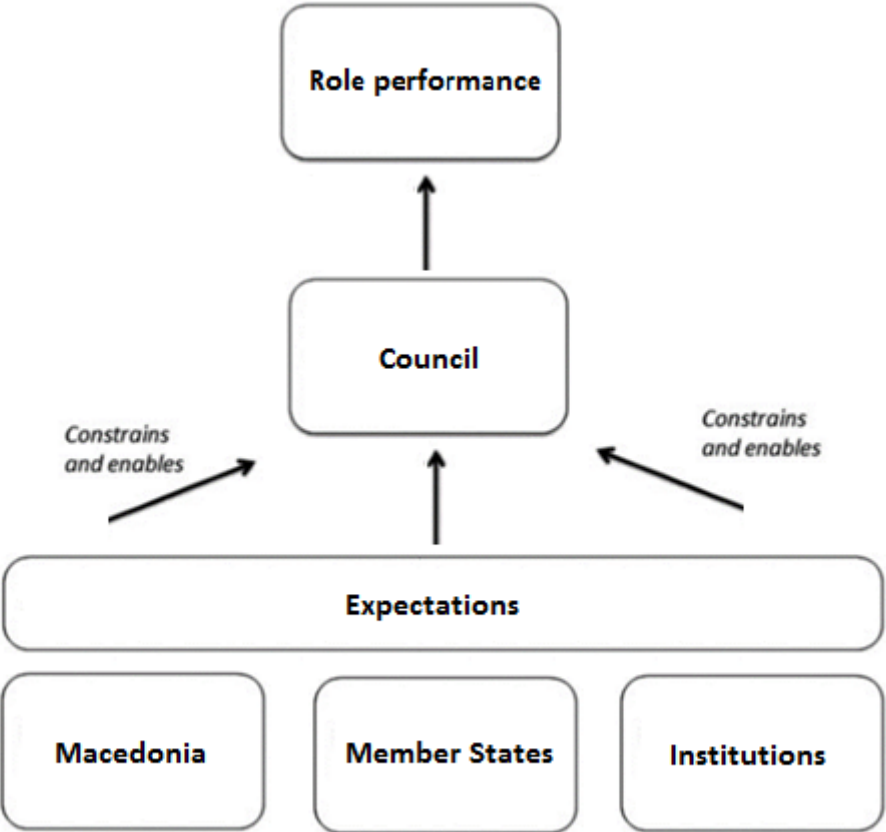 Role performance
Council
Constrains
and enables
Constrains
and enables
Expectations
Macedonia
Member States
Institutions